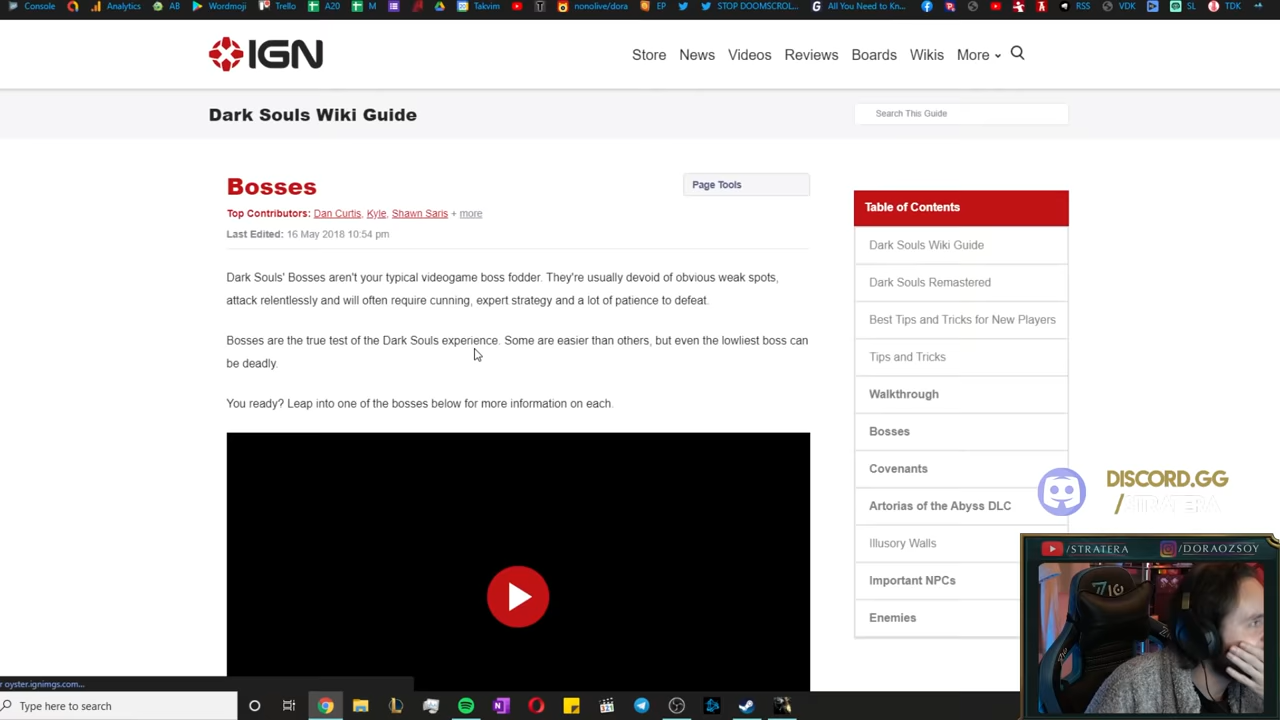 Console Analytics AB Wordmoji Trello A20 M Takvim nonolive/dora EP STOP DOOMSCROL... All You Need to Kn... RSS VDK SL TDK
IGN
Store News Videos Reviews Boards Wikis More
Dark Souls Wiki Guide
Search This Guide
Bosses
Page Tools
Top Contributors: Dan Curtis, Kyle, Shawn Saris + more
Last Edited: 16 May 2018 10:54 pm
Dark Souls' Bosses aren't your typical videogame boss fodder. They're usually devoid of obvious weak spots,
attack relentlessly and will often require cunning, expert strategy and a lot of patience to defeat.
Bosses are the true test of the Dark Souls experience. Some are easier than others, but even the lowliest boss can
be deadly.
You ready? Leap into one of the bosses below for more information on each.
Table of Contents
Dark Souls Wiki Guide
Dark Souls Remastered
Best Tips and Tricks for New Players
Tips and Tricks
Walkthrough
Bosses
Covenants
Artorias of the Abyss DLC
Illusory Walls
Important NPCs
Enemies
DISCORD.GG
/STRATERA
/STRATERA /DORAOZSOY
oyster.ignimgs.com...
Type here to search